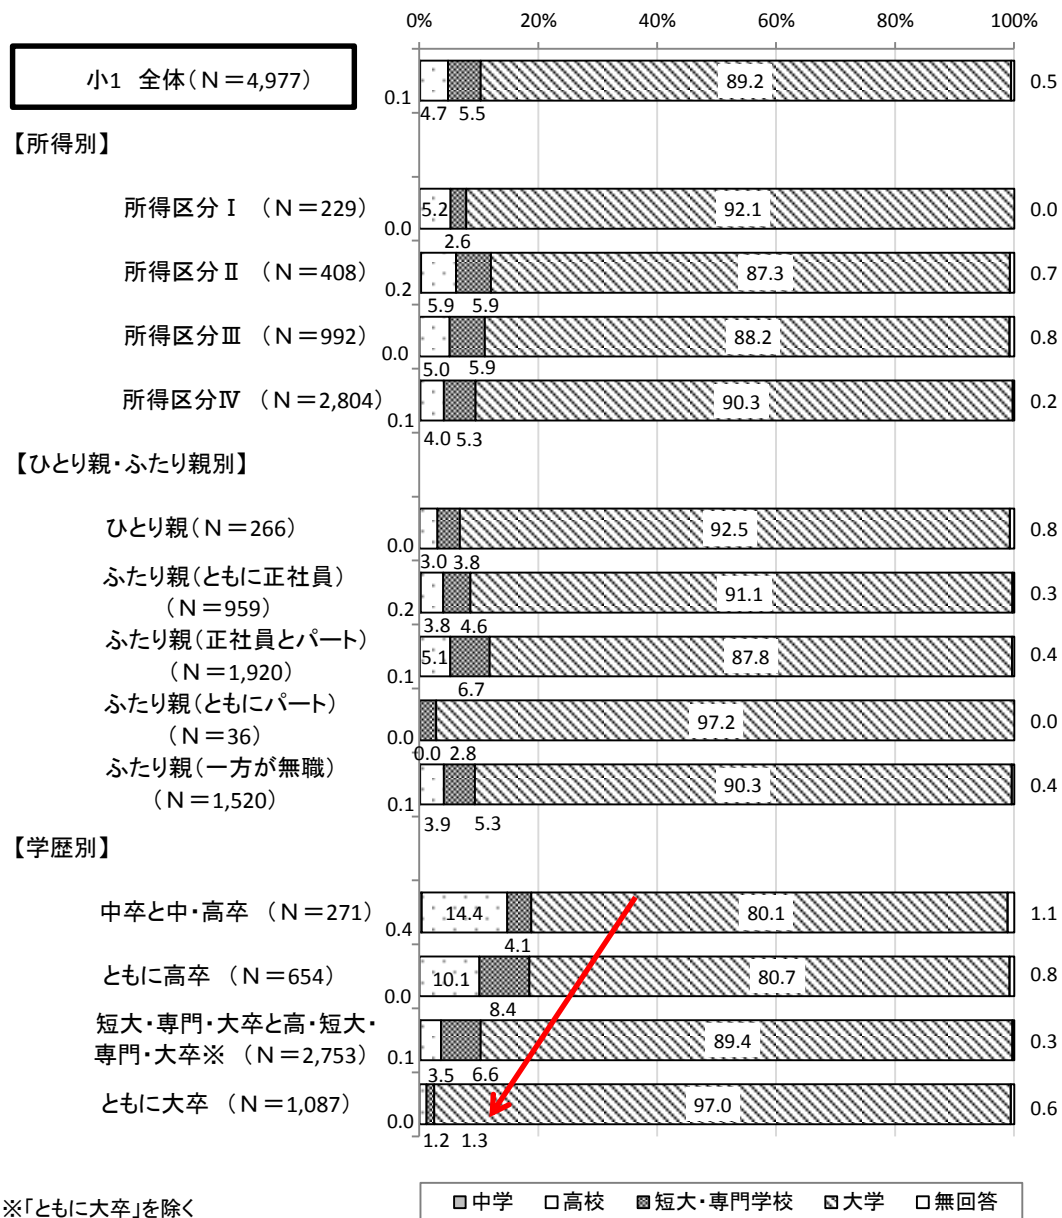 0% 20% 40% 60% 80% 100%
小1 全体(N=4,977) 0.1 4.7 5.5 89.2 0.5
【所得別】
所得区分Ⅰ (N=229) 0.0 5.2 2.6 92.1 0.0
所得区分Ⅱ (N=408) 0.2 5.9 5.9 87.3 0.7
所得区分Ⅲ (N=992) 0.0 5.0 5.9 88.2 0.8
所得区分Ⅳ (N=2,804) 0.1 4.0 5.3 90.3 0.2
【ひとり親・ふたり親別】
ひとり親(N=266) 0.0 3.0 3.8 92.5 0.8
ふたり親(ともに正社員)
(N=959) 0.2 3.8 4.6 91.1 0.3
ふたり親(正社員とパート)
(N=1,920) 0.1 5.1 6.7 87.8 0.4
ふたり親(ともにパート)
(N=36) 0.0 0.0 2.8 97.2 0.0
ふたり親(一方が無職)
(N=1,520) 0.1 3.9 5.3 90.3 0.4
【学歴別】
中卒と中・高卒 (N=271) 0.4 14.4 4.1 80.1 1.1
ともに高卒 (N=654) 0.0 10.1 8.4 80.7 0.8
短大・専門・大卒と高・短大・
専門・大卒※ (N=2,753) 0.1 3.5 6.6 89.4 0.3
ともに大卒 (N=1,087) 0.0 1.2 1.3 97.0 0.6
※「ともに大卒」を除く
中学 高校 短大・専門学校 大学 無回答